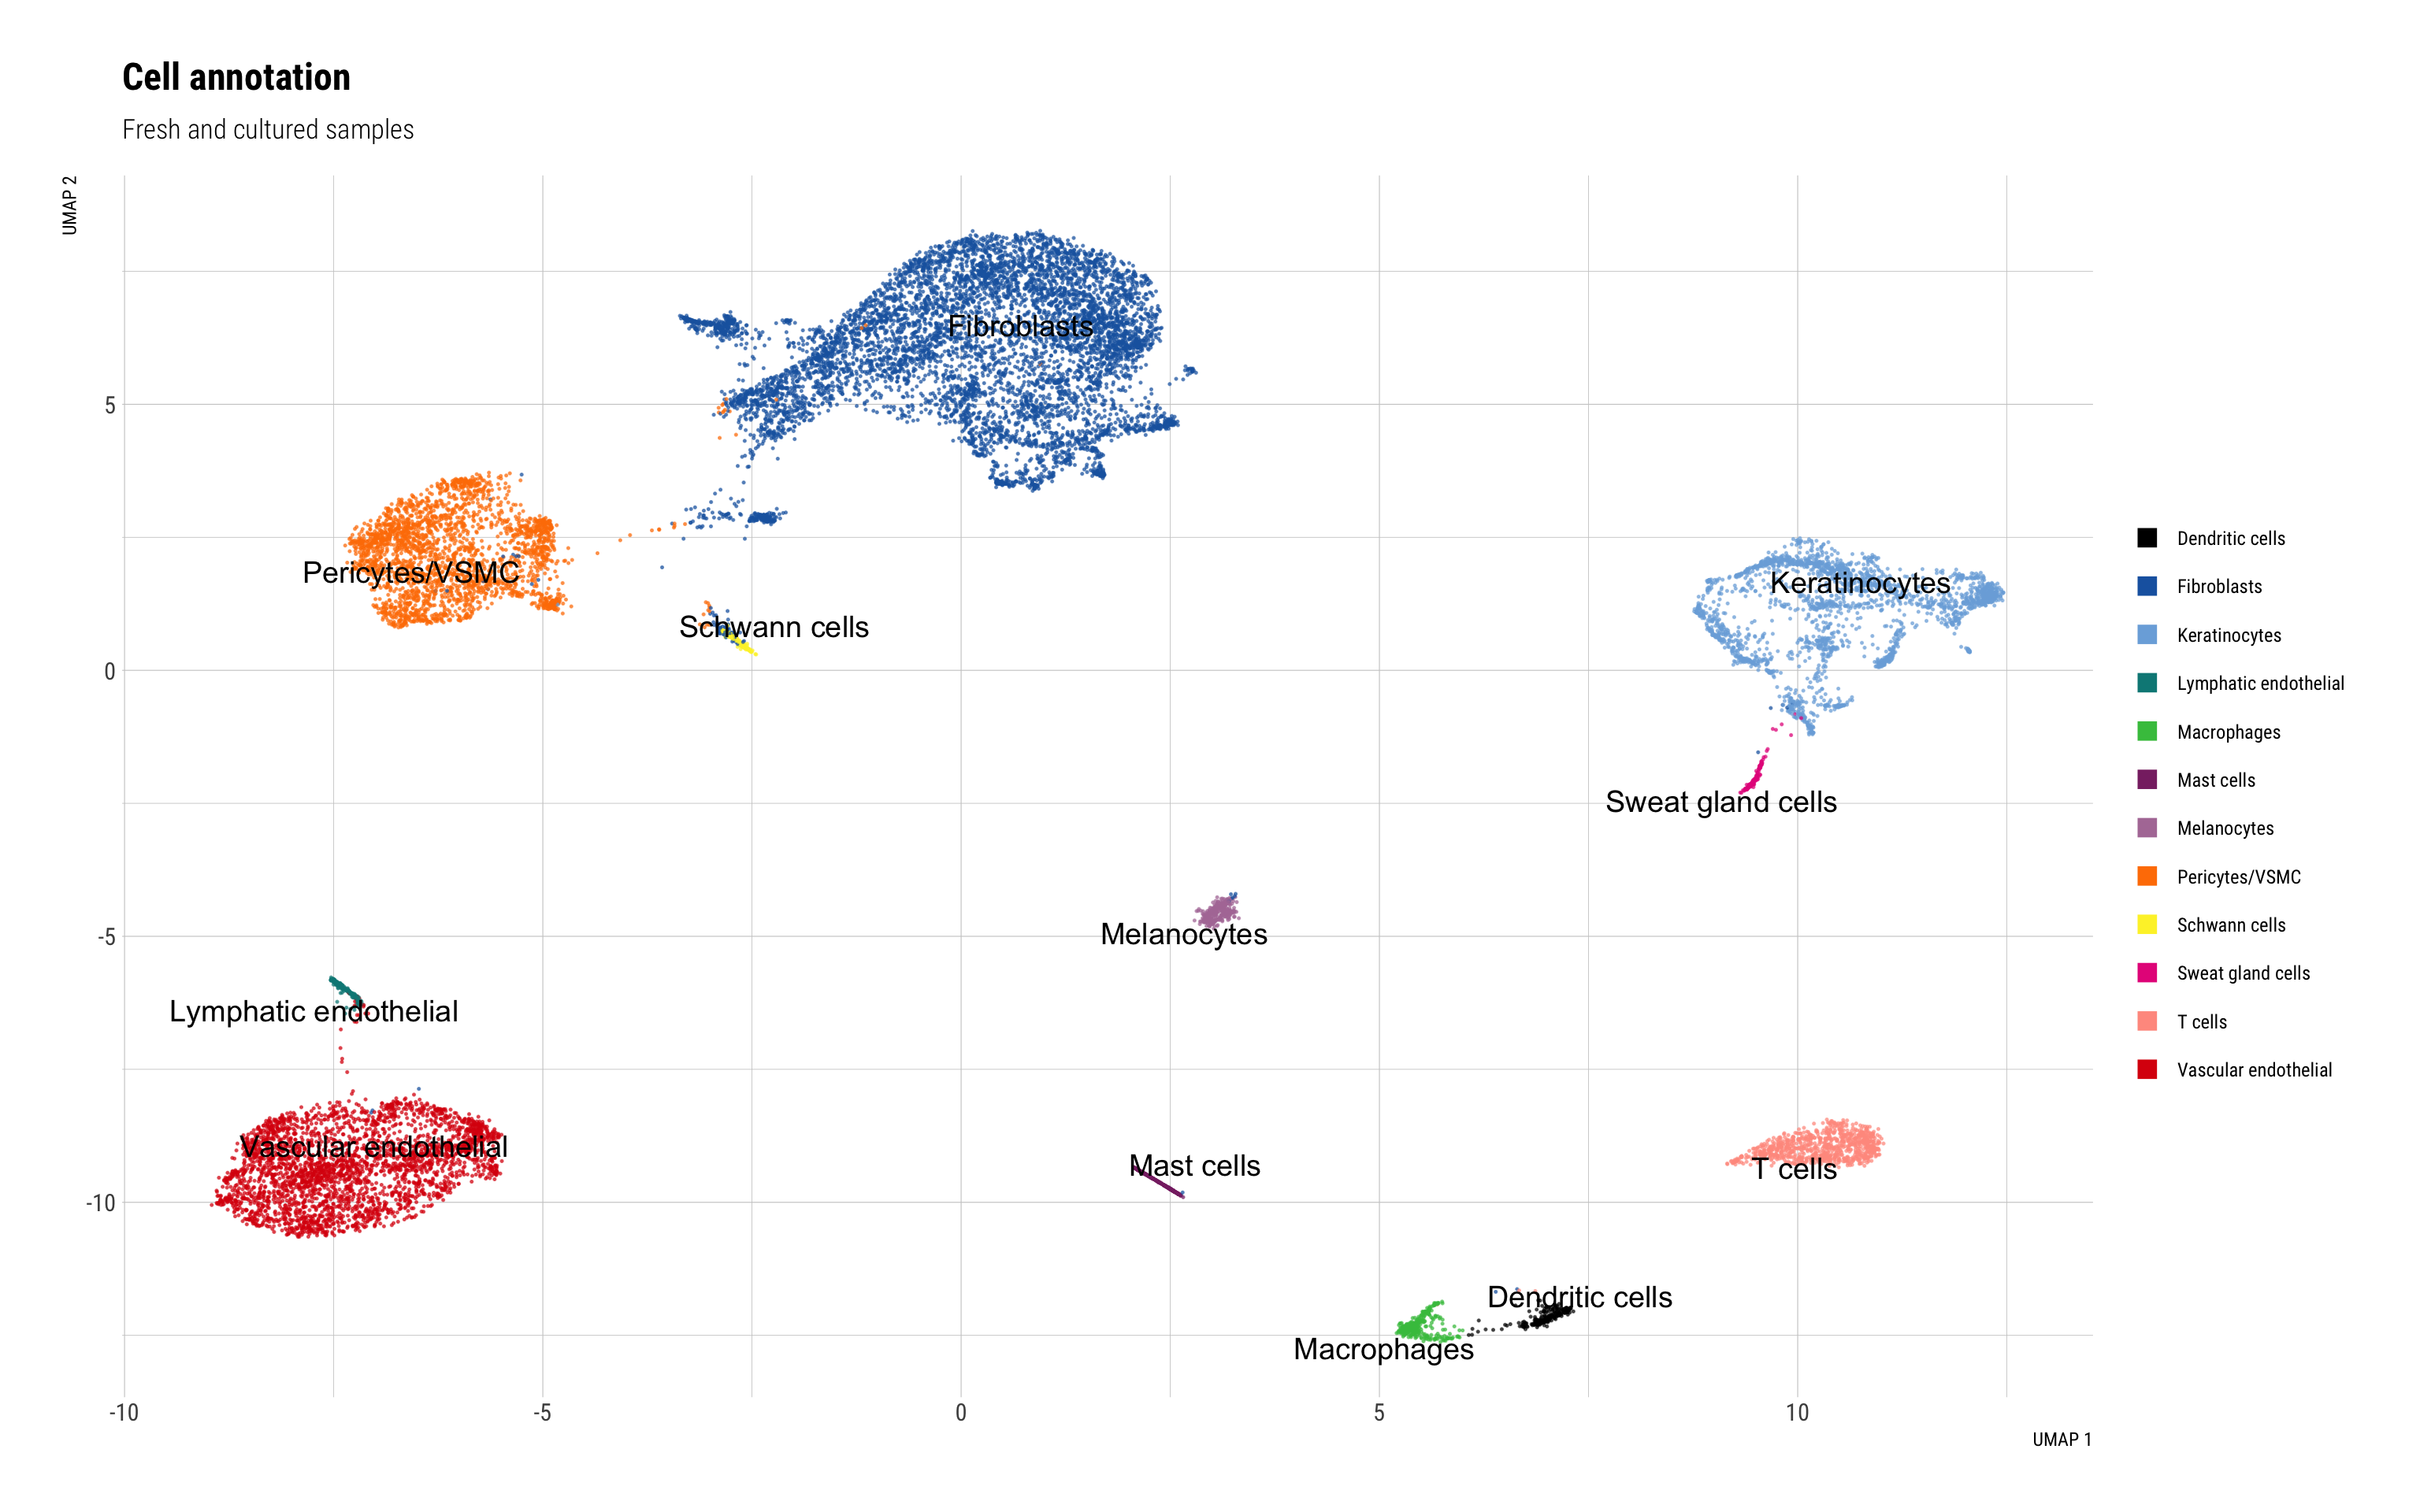 Cell annotation
Fresh and cultured samples
UMAP 2
Fibroblasts
5
Pericytes/VSMC
Keratinocytes
Schwann cells
0
Sweat gland cells
Melanocytes
-5
Lymphatic endothelial
Vascular endothelial
Mast cells
T cells
-10
Dendritic cells
Macrophages
-10
-5
0
5
10
UMAP 1
Dendritic cells
Fibroblasts
Keratinocytes
Lymphatic endothelial
Macrophages
Mast cells
Melanocytes
Pericytes/VSMC
Schwann cells
Sweat gland cells
T cells
Vascular endothelial